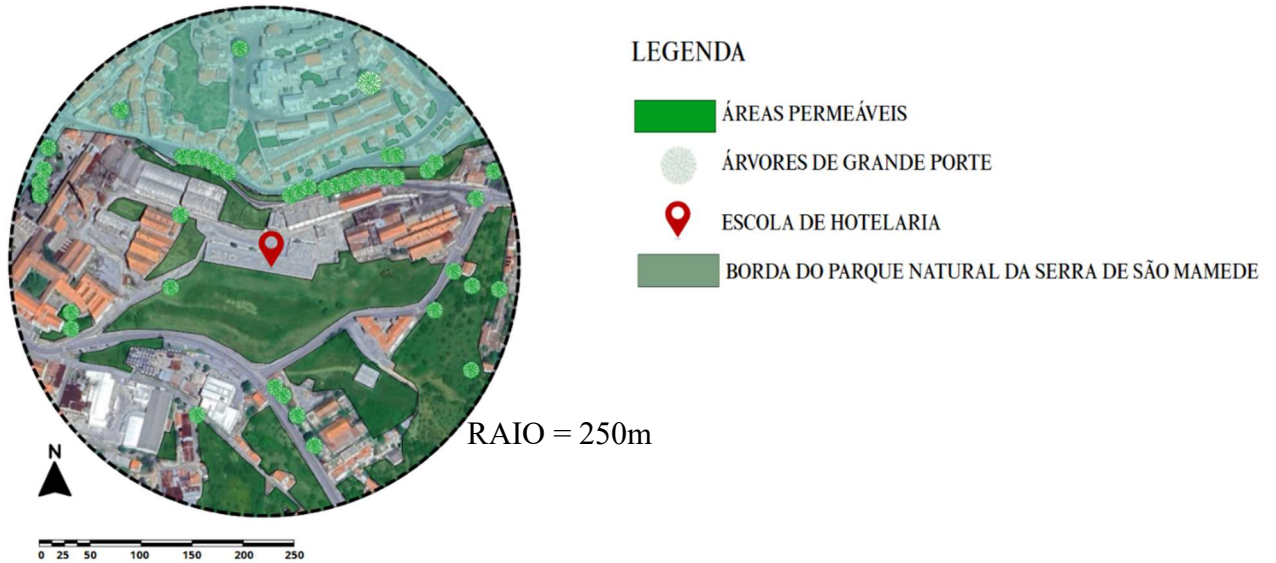 LEGENDA
ÁREAS PERMEÁVEIS
ÁRVORES DE GRANDE PORTE
ESCOLA DE HOTELARIA
BORDA DO PARQUE NATURAL DA SERRA DE SÃO MAMEDE
RAIO = 250m
N
0 25 50 100 150 200 250